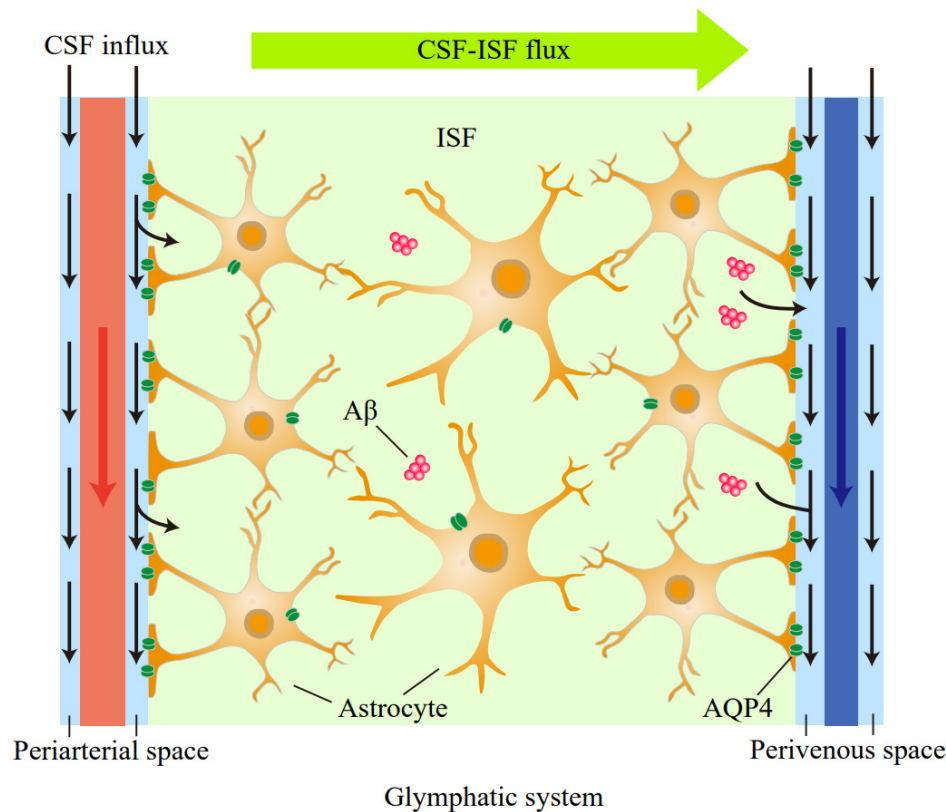 CSF influx
CSF-ISF flux
ISF
Aβ
Astrocyte
AQP4
Periarterial space
Perivenous space
Glymphatic system